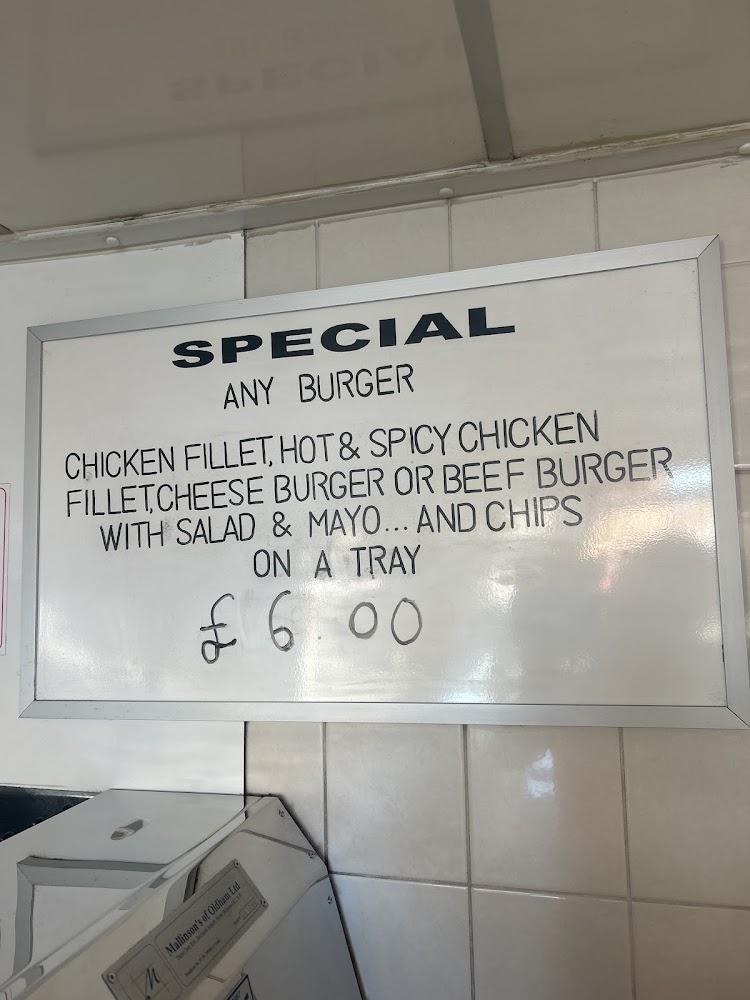 SPECIAL
ANY BURGER
CHICKEN FILLET, HOT & SPICY CHICKEN
FILLET, CHEESE BURGER OR BEEF BURGER
WITH SALAD & MAYO... AND CHIPS
ON A TRAY
£6.00
Mallinson's of Oldham Ltd
M